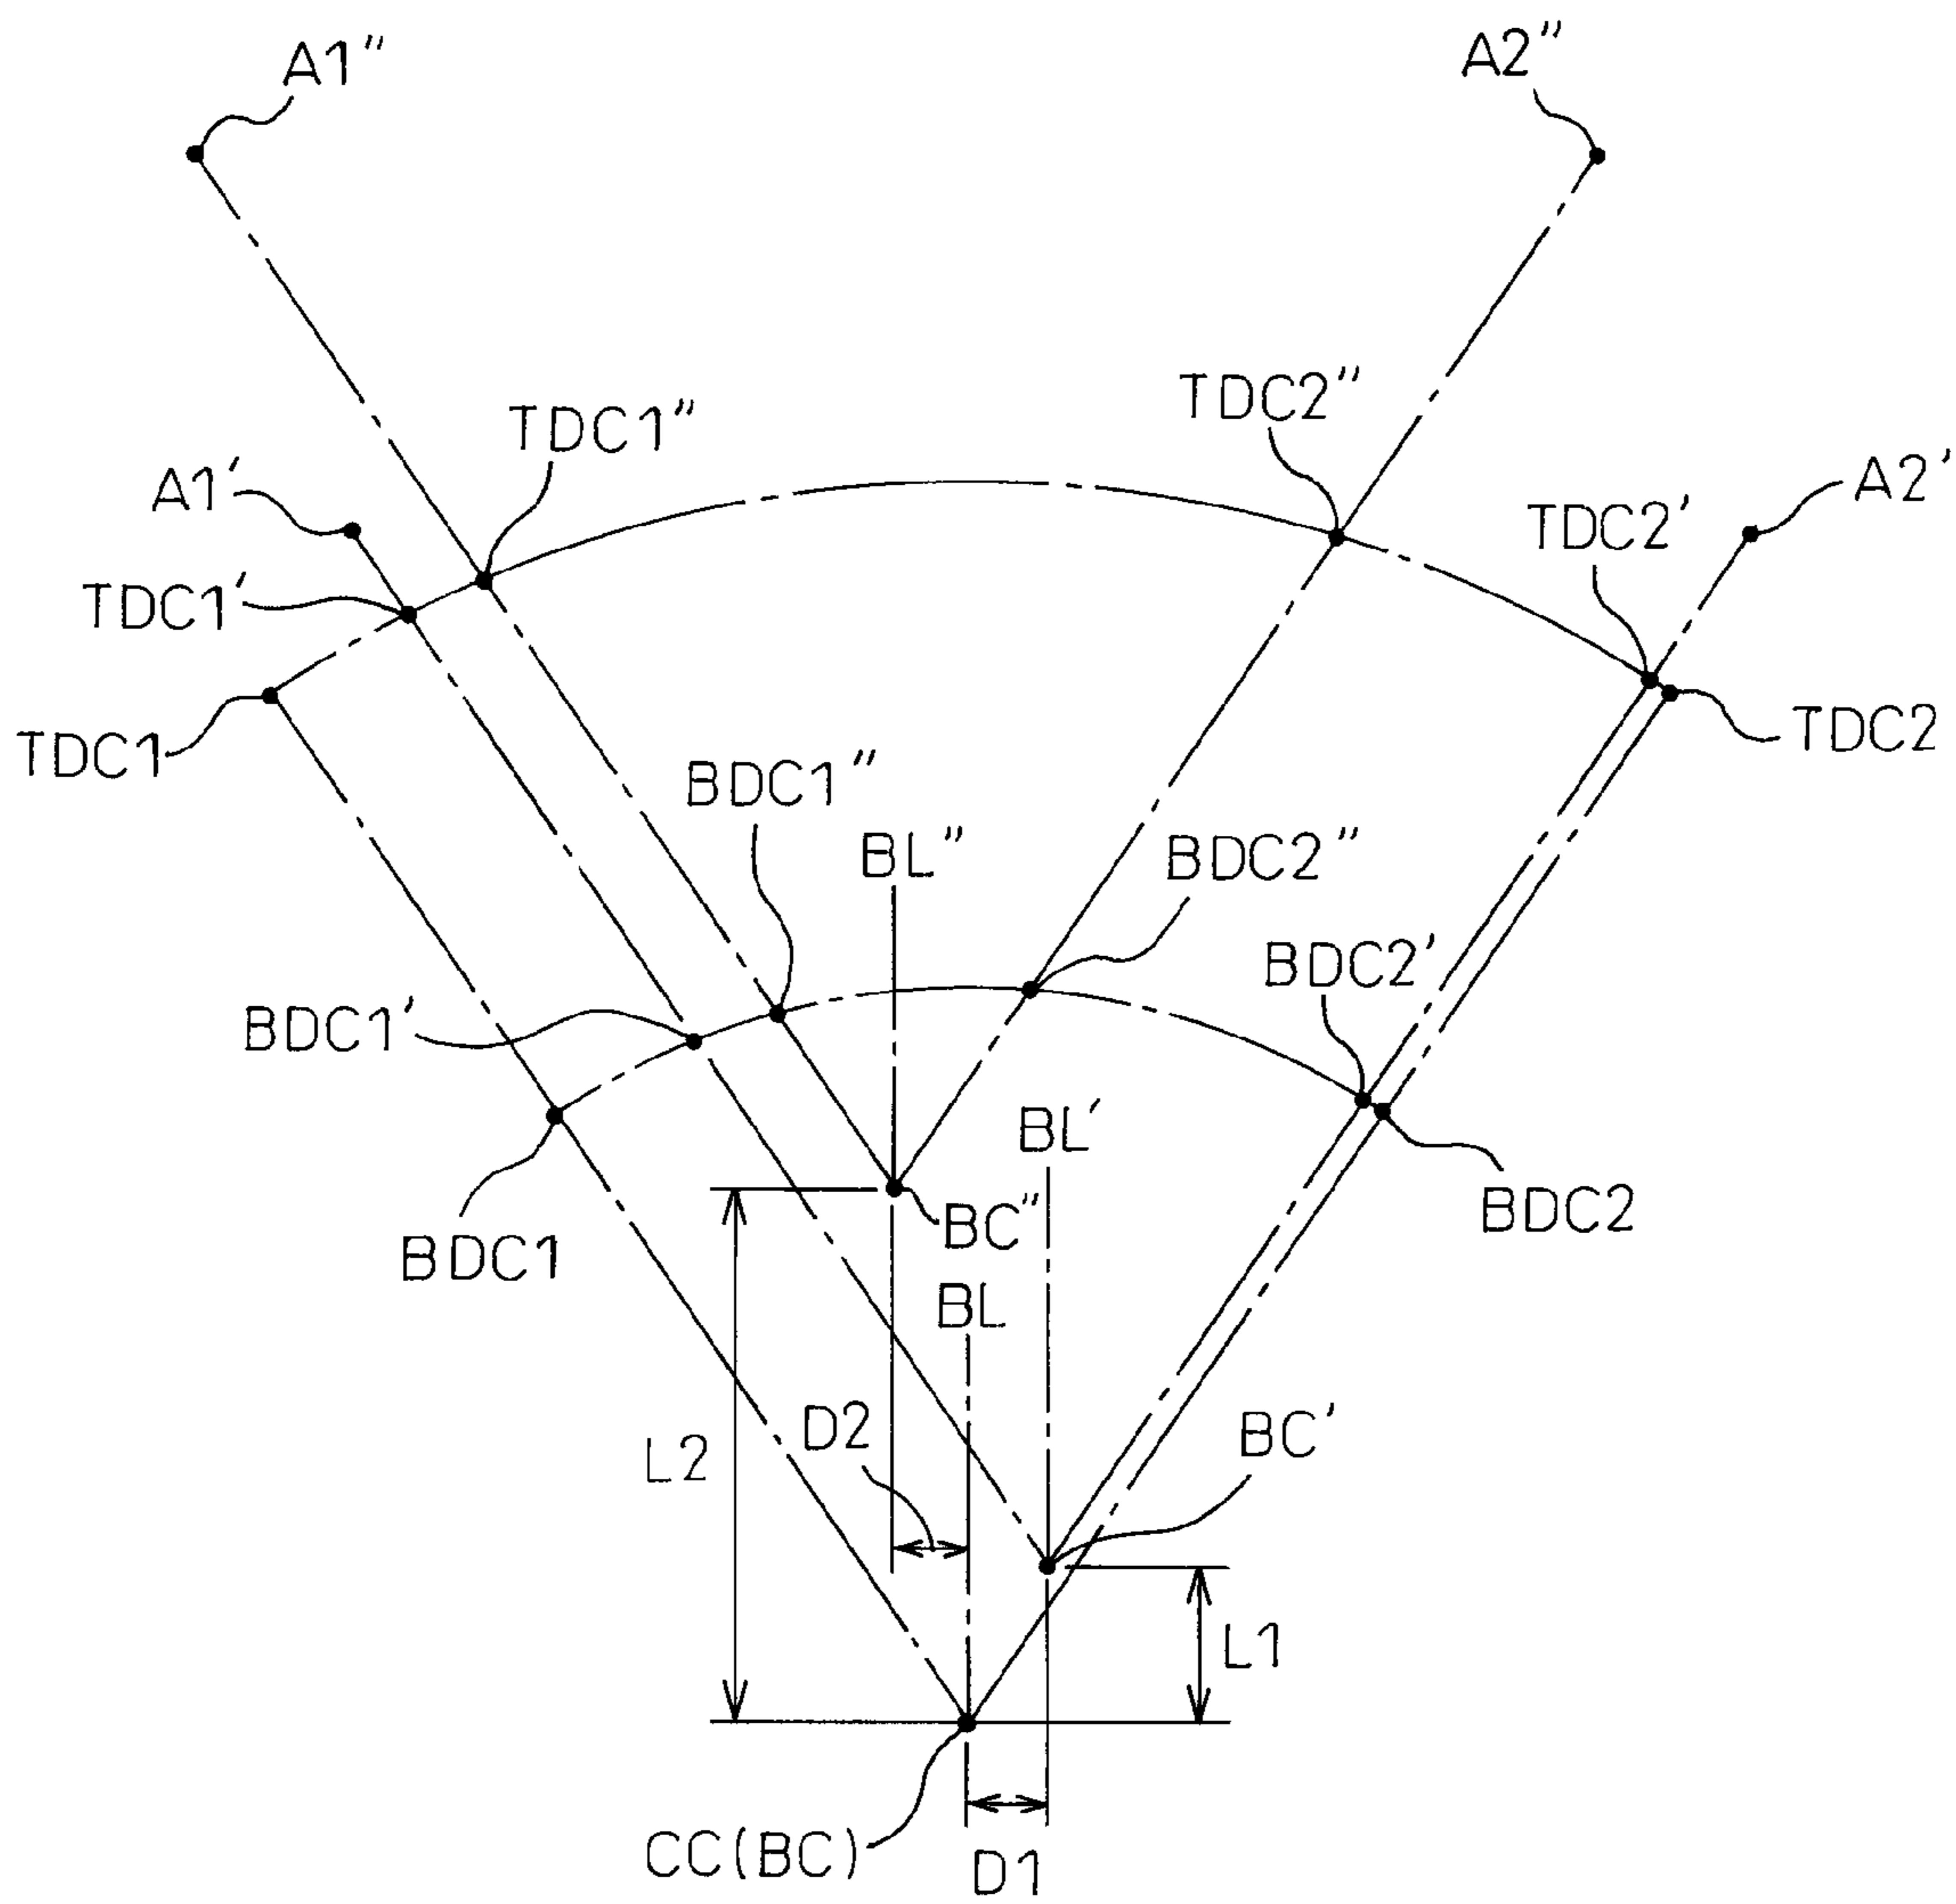 A1″
A2″
TDC1″
TDC2″
A1′
A2′
TDC2′
TDC1′
TDC1
TDC2
BDC1″
BL″
BDC2″
BDC2′
BDC1′
BL′
BDC2
BC″
BDC1
BL
D2
BC′
L2
L1
CC(BC)
D1